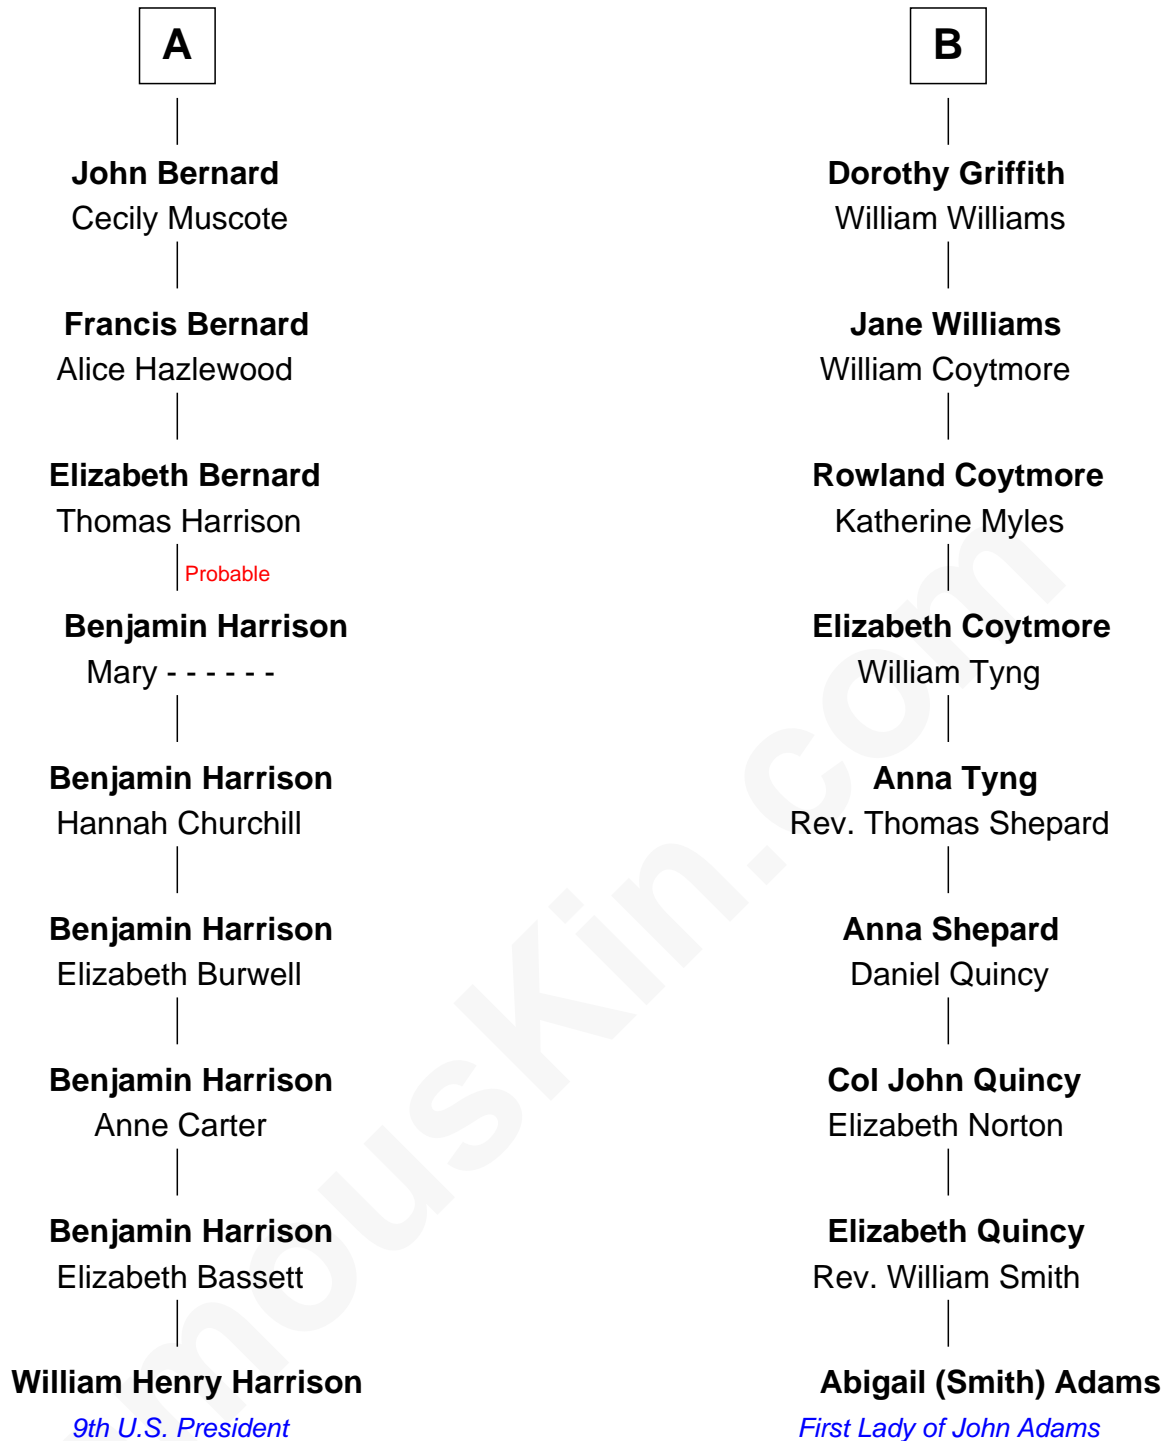 A
John Bernard
Cecily Muscote
Francis Bernard
Alice Hazlewood
Elizabeth Bernard
Thomas Harrison
Probable
Benjamin Harrison
Mary - - - - - -
Benjamin Harrison
Hannah Churchill
Benjamin Harrison
Elizabeth Burwell
Benjamin Harrison
Anne Carter
Benjamin Harrison
Elizabeth Bassett
William Henry Harrison
9th U.S. President
B
Dorothy Griffith
William Williams
Jane Williams
William Coytmore
Rowland Coytmore
Katherine Myles
Elizabeth Coytmore
William Tyng
Anna Tyng
Rev. Thomas Shepard
Anna Shepard
Daniel Quincy
Col John Quincy
Elizabeth Norton
Elizabeth Quincy
Rev. William Smith
Abigail (Smith) Adams
First Lady of John Adams
mousKin.com